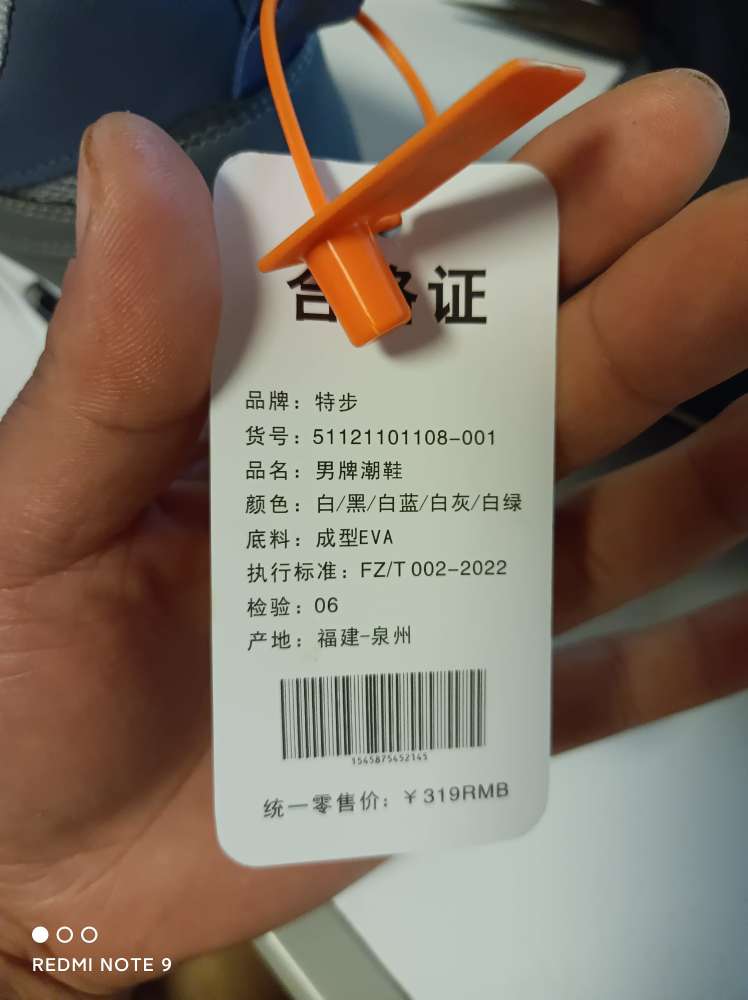 合格证
品牌：特步
货号：51121101108-001
品名：男牌潮鞋
颜色：白/黑/白蓝/白灰/白绿
底料：成型EVA
执行标准：FZ/T 002-2022
检验：06
产地：福建-泉州
1545875452145
统一零售价：￥319RMB
REDMI NOTE 9